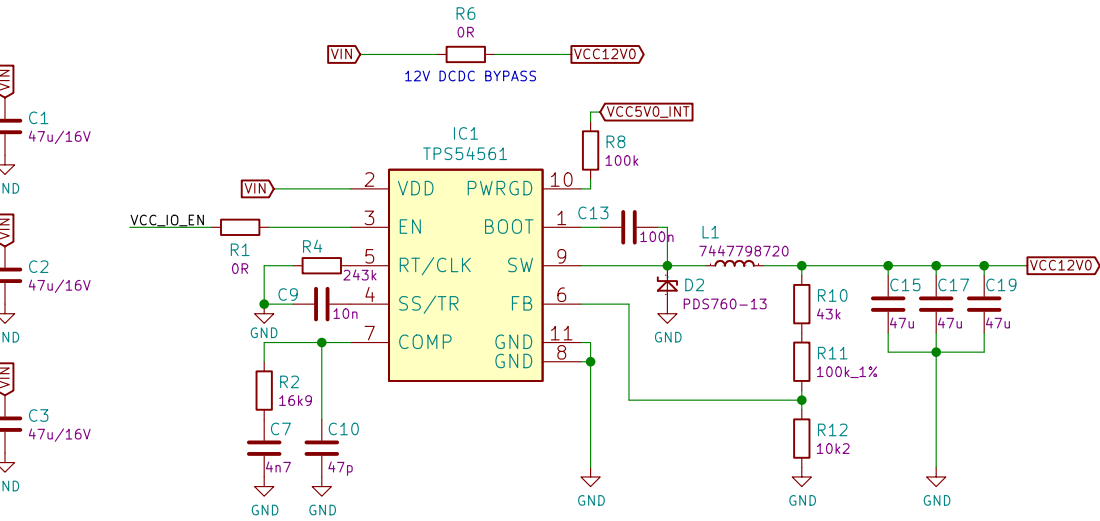 R6
0R
VIN
VCC12V0
12V DCDC BYPASS
VIN
C1
47u/16V
ND
VIN
C2
47u/16V
ND
VIN
C3
47u/16V
ND
VCC5V0_INT
R8
100k
IC1
TPS54561
VIN
2
VDD
PWRGD
10
VCC_IO_EN
R1
0R
3
EN
BOOT
1
C13
100n
R4
243k
5
RT/CLK
SW
9
L1
7447798720
VCC12V0
C9
10n
GND
4
SS/TR
FB
6
D2
PDS760-13
GND
7
COMP
GND
11
GND
8
R2
16k9
C7
4n7
GND
C10
47p
GND
GND
R10
43k
R11
100k_1%
R12
10k2
GND
C15
47u
C17
47u
C19
47u
GND